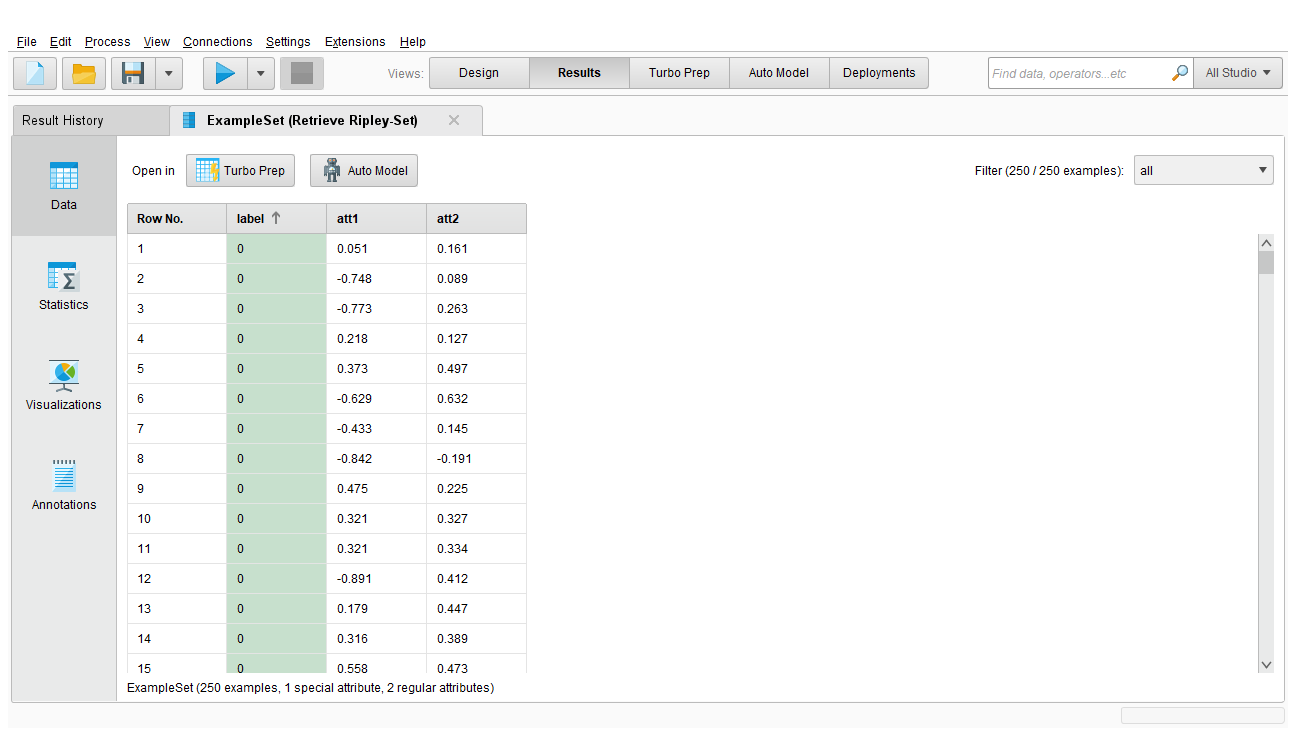 File Edit Process View Connections Settings Extensions Help
Views: Design Results Turbo Prep Auto Model Deployments Find data, operators...etc All Studio
Result History ExampleSet (Retrieve Ripley-Set)
Data
Statistics
Visualizations
Annotations
Open in Turbo Prep Auto Model Filter (250 / 250 examples): all
Row No. label att1 att2
1 0 0.051 0.161
2 0 -0.748 0.089
3 0 -0.773 0.263
4 0 0.218 0.127
5 0 0.373 0.497
6 0 -0.629 0.632
7 0 -0.433 0.145
8 0 -0.842 -0.191
9 0 0.475 0.225
10 0 0.321 0.327
11 0 0.321 0.334
12 0 -0.891 0.412
13 0 0.179 0.447
14 0 0.316 0.389
15 0 0.558 0.473
ExampleSet (250 examples, 1 special attribute, 2 regular attributes)